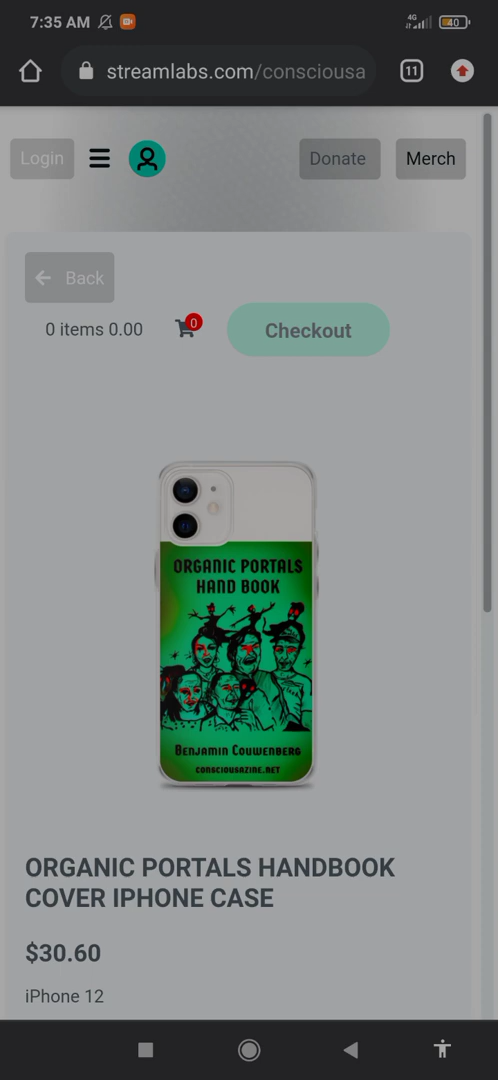 7:35 AM
4G
40
streamlabs.com/consciousa
11
Login
Donate
Merch
Back
0 items 0.00
0
Checkout
ORGANIC PORTALS
HAND BOOK
Benjamin Couwenberg
consciousazine.net
ORGANIC PORTALS HANDBOOK
COVER IPHONE CASE
$30.60
iPhone 12